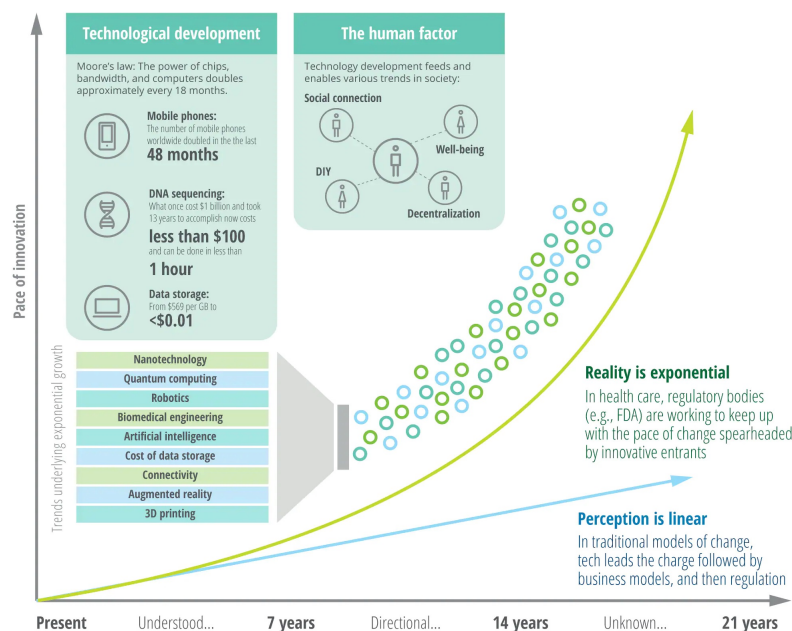 Technological development
Moore's law: The power of chips,
bandwidth, and computers doubles
approximately every 18 months.
Mobile phones:
The number of mobile phones
worldwide doubled in the the last
48 months
DNA sequencing:
What once cost $1 billion and took
13 years to accomplish now costs
less than $100
and can be done in less than
1 hour
Data storage:
From $569 per GB to
<$0.01
The human factor
Technology development feeds and
enables various trends in society:
Social connection
Well-being
DIY
Decentralization
Pace of innovation
Trends underlying exponential growth
Nanotechnology
Quantum computing
Robotics
Biomedical engineering
Artificial intelligence
Cost of data storage
Connectivity
Augmented reality
3D printing
Reality is exponential
In health care, regulatory bodies
(e.g., FDA) are working to keep up
with the pace of change spearheaded
by innovative entrants
Perception is linear
In traditional models of change,
tech leads the charge followed by
business models, and then regulation
Present
Understood...
7 years
Directional...
14 years
Unknown...
21 years